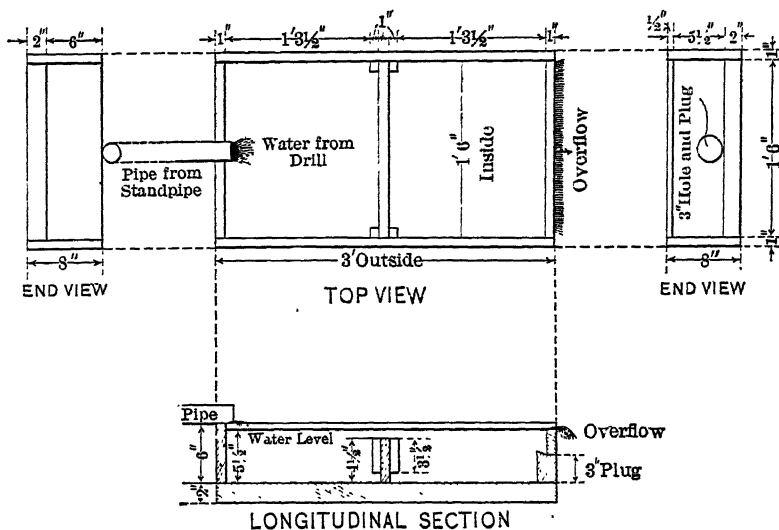 2" 6"
1" 1'3½" 1" 1'3½" 1"
½" 5½" 2"
Pipe from
Standpipe
Water from
Drill
1'6"
Inside
Overflow
3" Hole and Plug
1"
1'6"
1"
8"
END VIEW
3' Outside
TOP VIEW
8"
END VIEW
Pipe
Water Level
Overflow
6"
5½"
3½"
3" Plug
2"
LONGITUDINAL SECTION